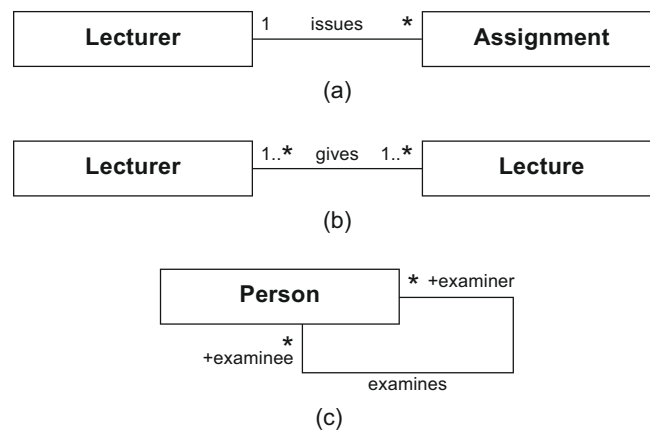 Lecturer 1 issues * Assignment
(a)
Lecturer 1..* gives 1..* Lecture
(b)
Person * +examiner
*
+examinee
examines
(c)